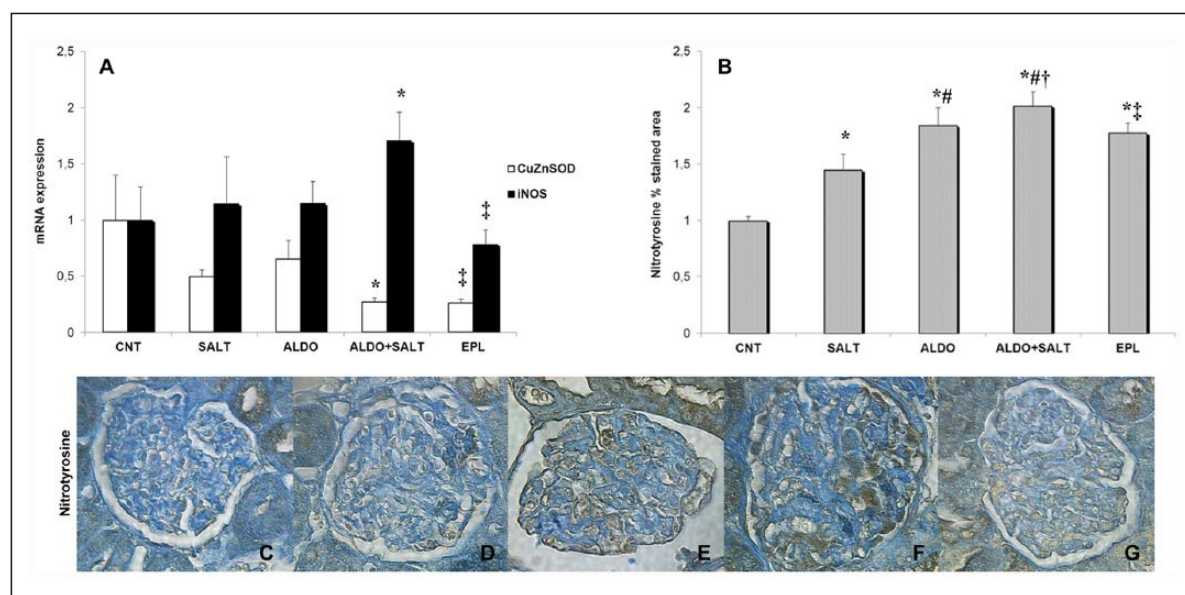 A
mRNA expression
2,5
2
1,5
1
0,5
0
*
*
‡
‡
CuZnSOD
iNOS
CNT SALT ALDO ALDO+SALT EPL
B
Nitrotyrosine % stained area
2,5
2
1,5
1
0,5
0
*
*#
*#†
*‡
CNT SALT ALDO ALDO+SALT EPL
Nitrotyrosine
C D E F G